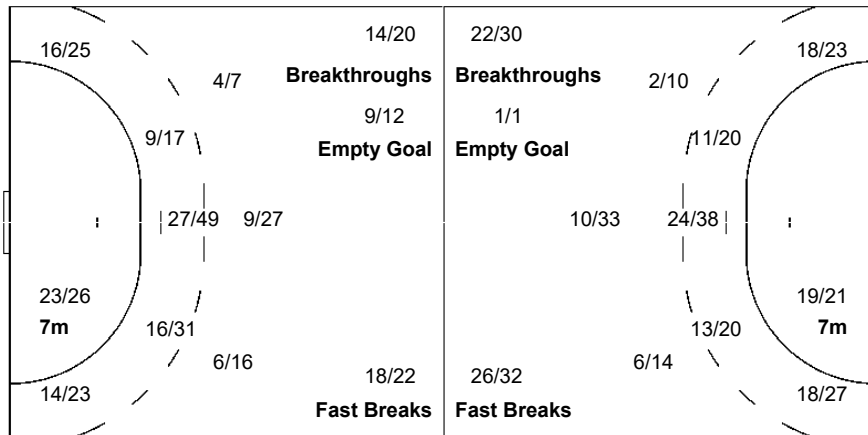 14/20 22/30
16/25 18/23
Breakthroughs Breakthroughs
4/7 2/10
9/12 1/1
9/17 11/20
Empty Goal Empty Goal
27/49 9/27 10/33 24/38
23/26 19/21
7m 7m
16/31 13/20
6/16 6/14
18/22 26/32
14/23 18/27
Fast Breaks Fast Breaks